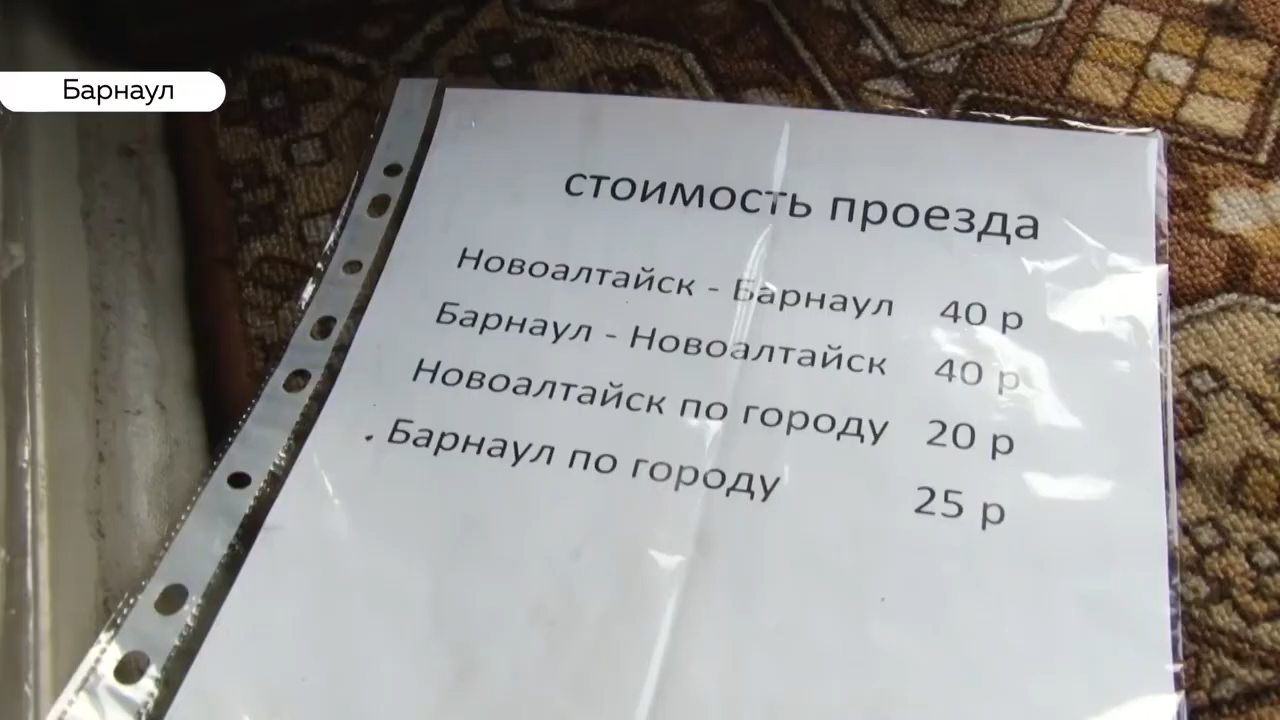 Барнаул
стоимость проезда
Новоалтайск - Барнаул 40 р
Барнаул - Новоалтайск 40 р
Новоалтайск по городу 20 р
. Барнаул по городу 25 р